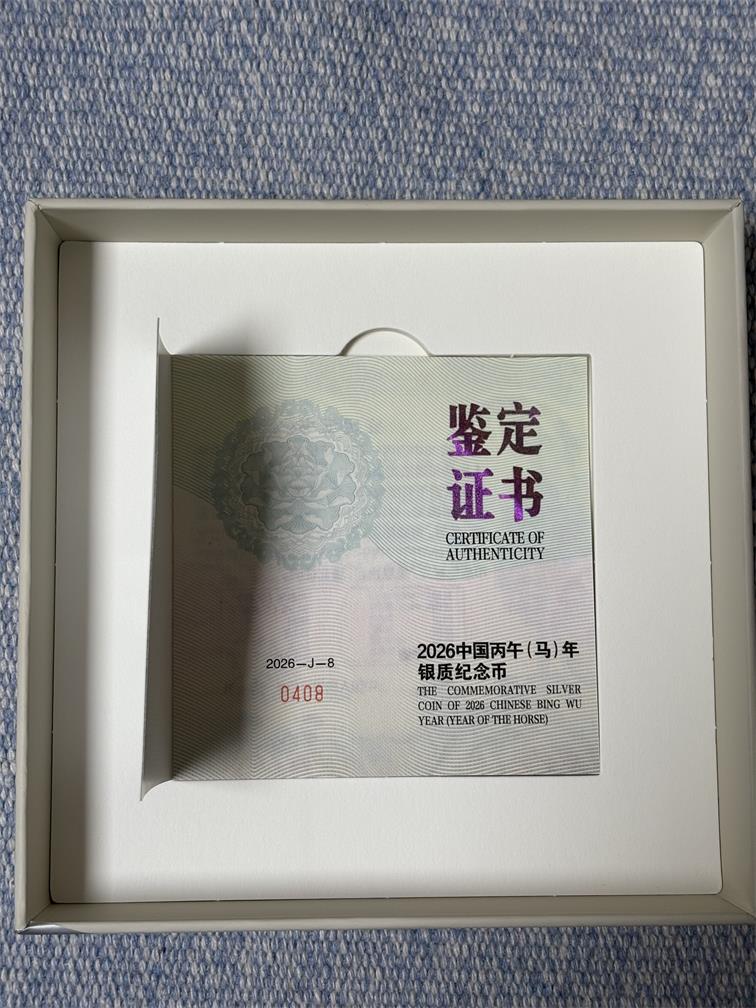 鉴定
证书
CERTIFICATE OF
AUTHENTICITY
2026中国丙午（马）年
银质纪念币
THE COMMEMORATIVE SILVER
COIN OF 2026 CHINESE BING WU
YEAR (YEAR OF THE HORSE)
2026—J—8
0408